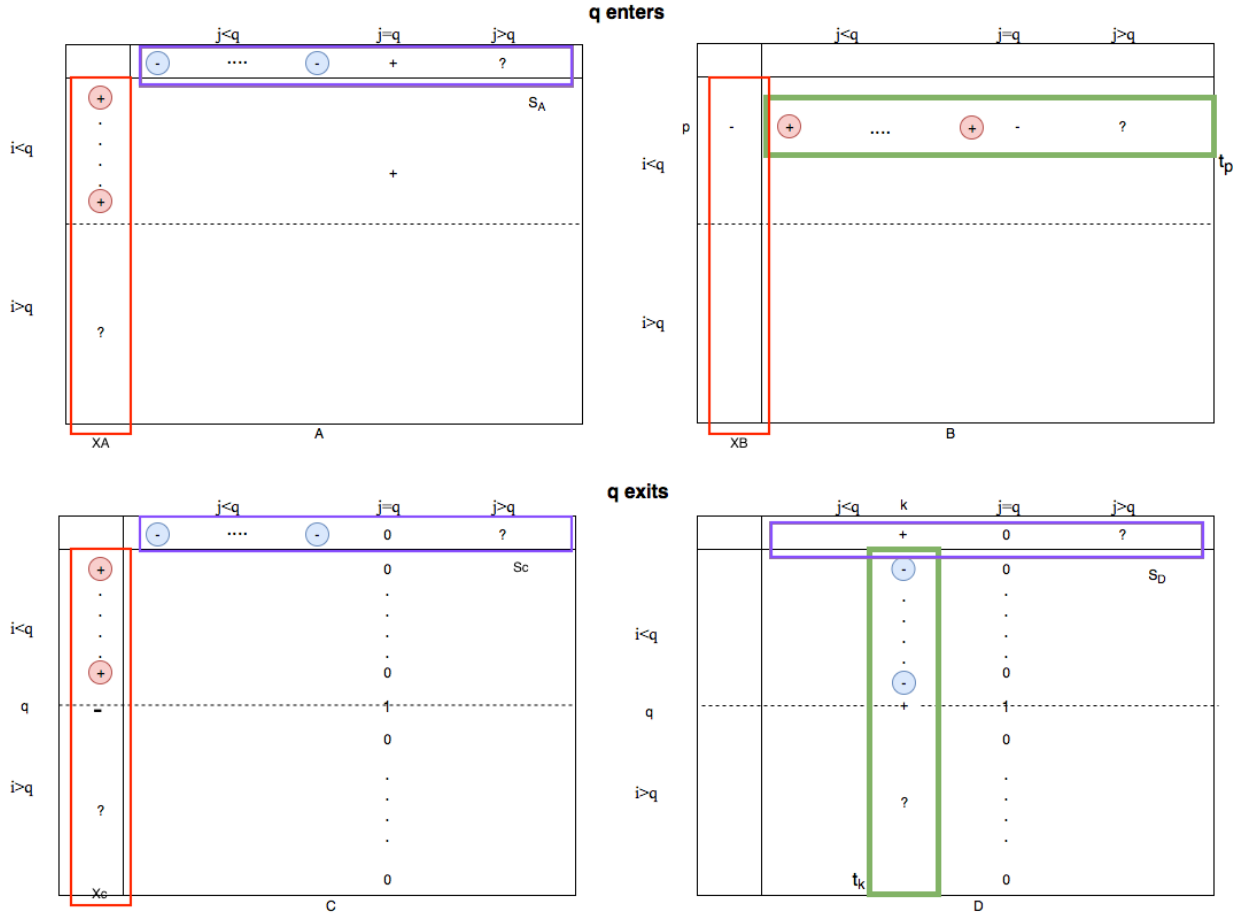 q enters
j<q j=q j>q
j<q j=q j>q
- .... - + ?
S_A
+
.
.
.
.
+
i<q
+
i>q
?
XA
A
p - + .... + - ?
t_p
i<q
i>q
XB
B
q exits
j<q j=q j>q
j<q k j=q j>q
- .... - 0 ?
Sc
+ 0
. .
. .
i<q
. .
. .
+ 0
q - 1
0
.
i>q
.
? .
.
Xc 0
C
+ 0 ?
S_D
- 0
. .
. .
i<q
. .
. .
- 0
q + 1
0
.
i>q
? .
.
.
t_k 0
D